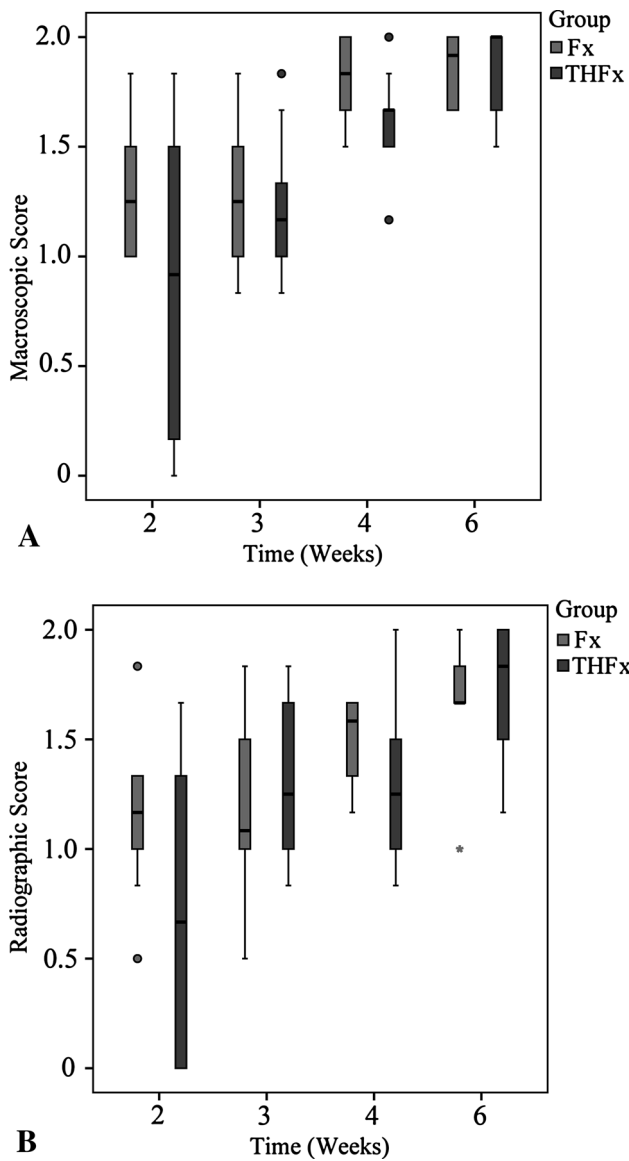 Group
Fx
THFx
2.0
1.5
1.0
0.5
0
Macroscopic Score
2 3 4 6
Time (Weeks)
A
Group
Fx
THFx
2.0
1.5
1.0
0.5
0
Radiographic Score
*
2 3 4 6
Time (Weeks)
B